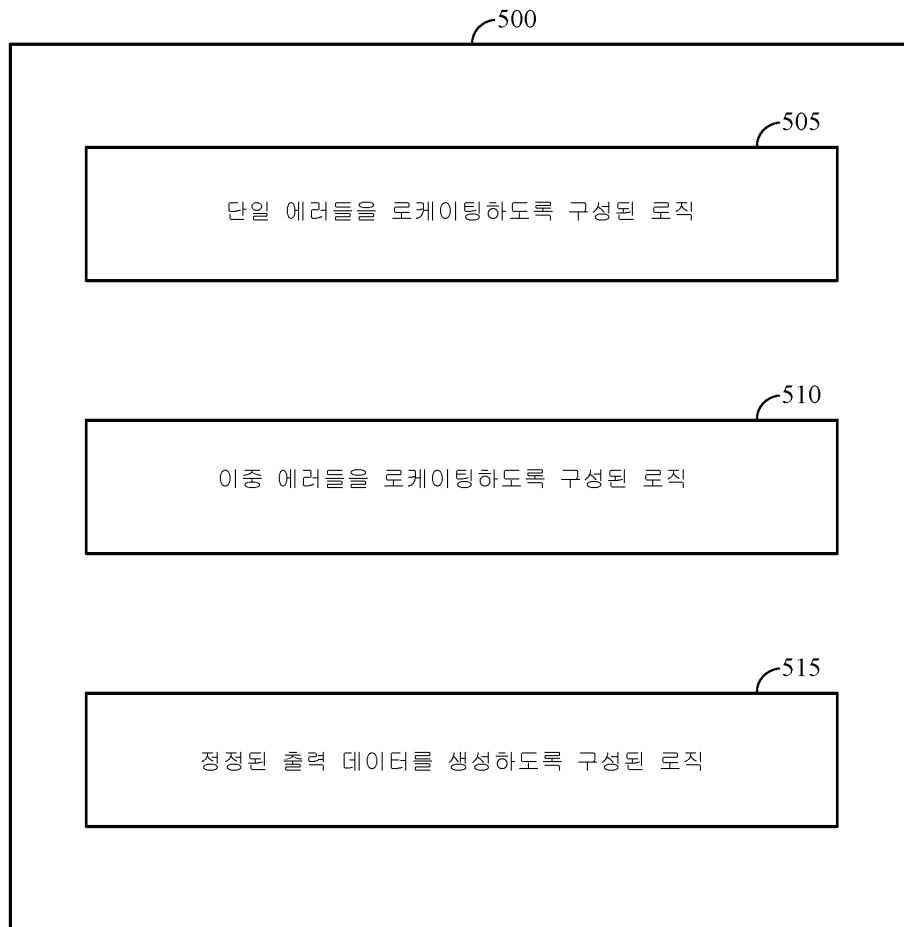 500
505
단일 에러들을 로케이팅하도록 구성된 로직
510
이중 에러들을 로케이팅하도록 구성된 로직
515
정정된 출력 데이터를 생성하도록 구성된 로직